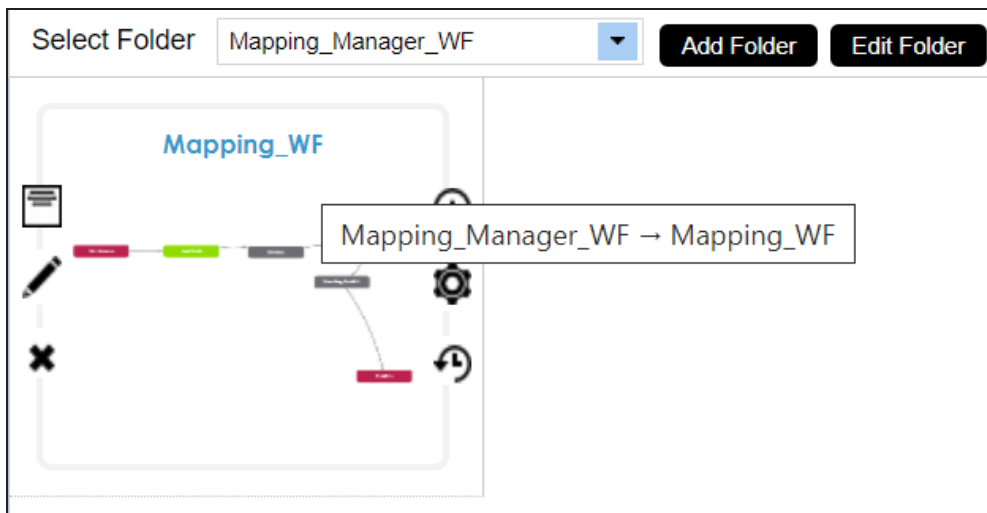 Select Folder
Mapping_Manager_WF
Add Folder
Edit Folder
Mapping_WF
Mapping_Manager_WF → Mapping_WF